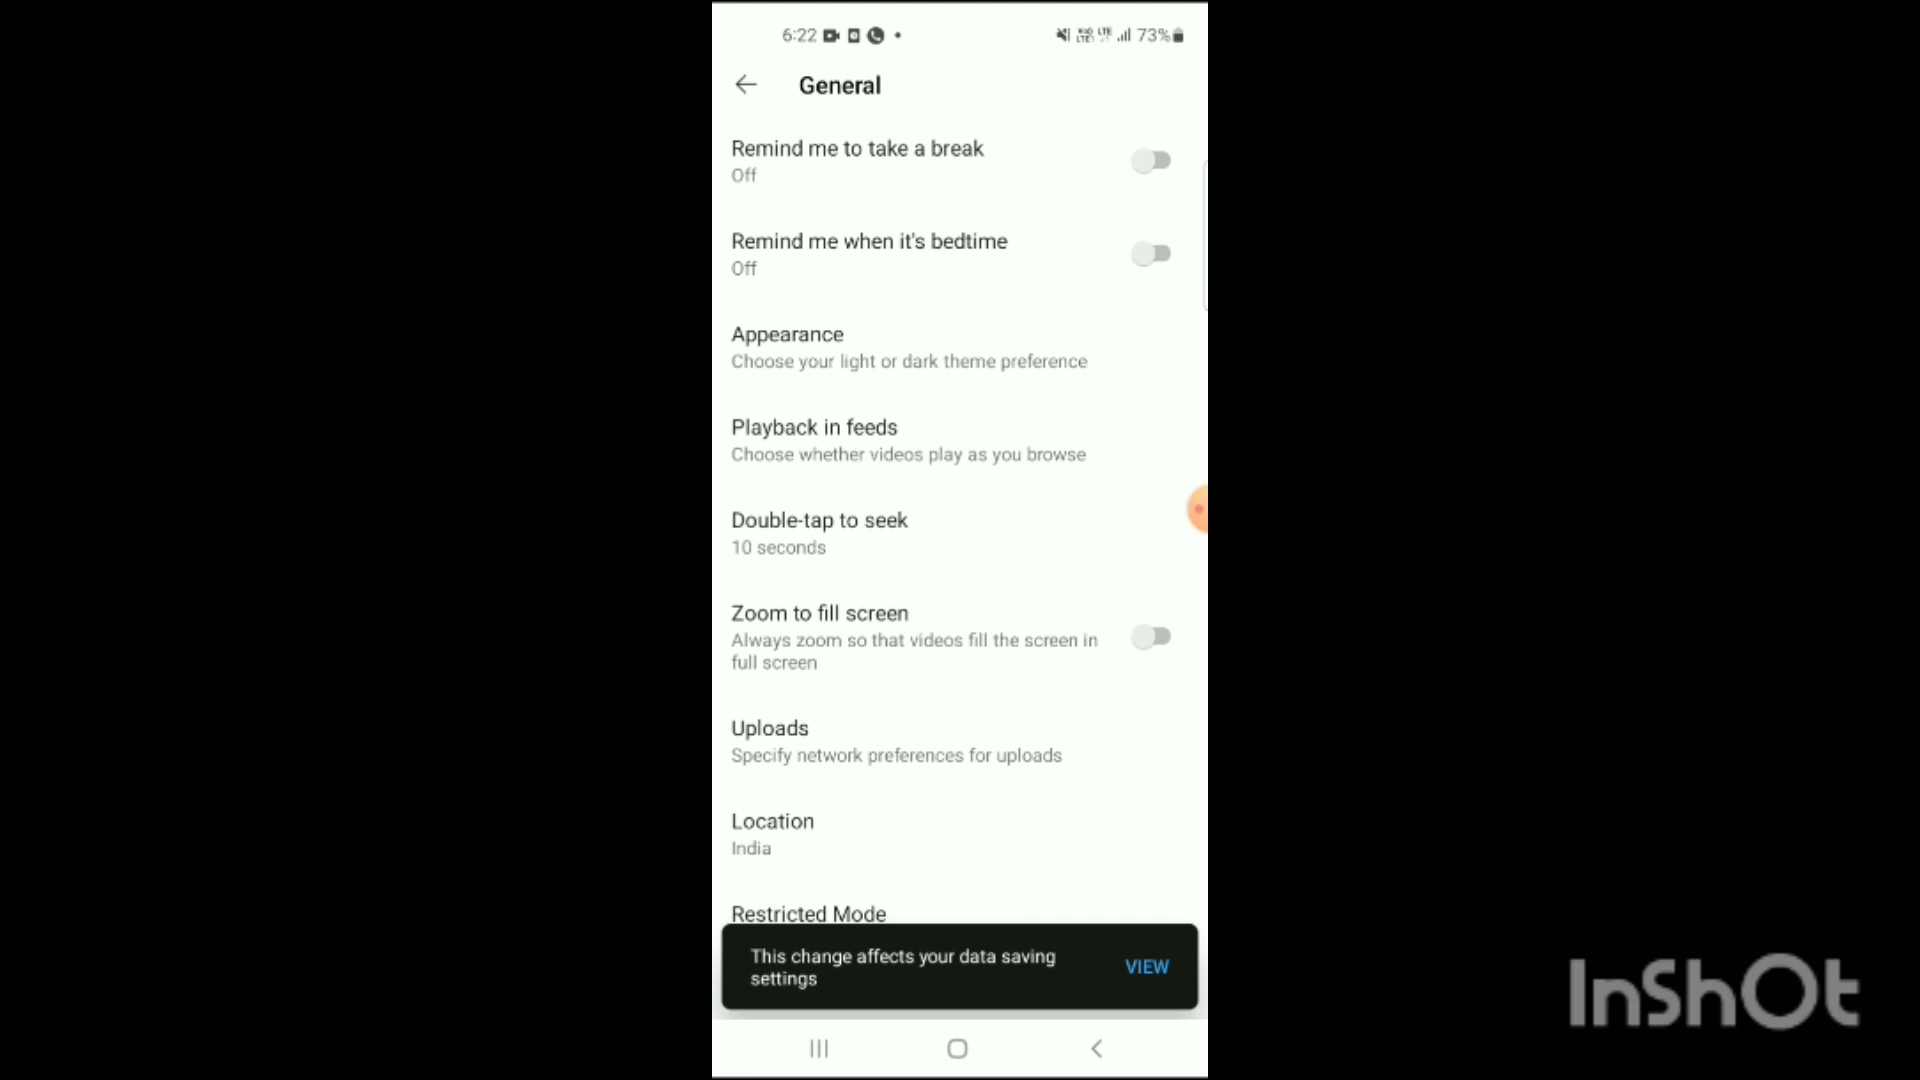 6:22
73%
General
Remind me to take a break
Off
Remind me when it's bedtime
Off
Appearance
Choose your light or dark theme preference
Playback in feeds
Choose whether videos play as you browse
Double-tap to seek
10 seconds
Zoom to fill screen
Always zoom so that videos fill the screen in
full screen
Uploads
Specify network preferences for uploads
Location
India
Restricted Mode
This change affects your data saving
settings
VIEW
InShOt